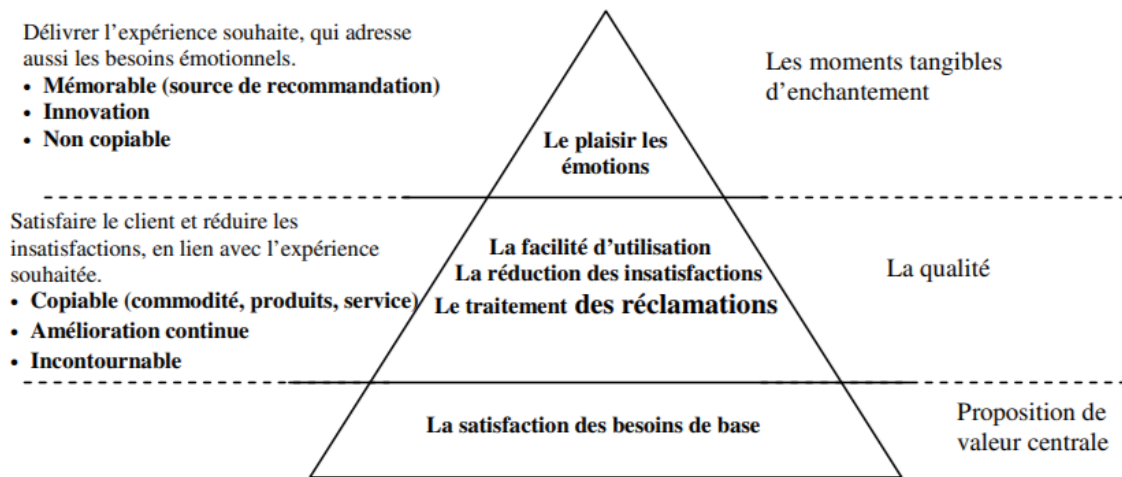 Délivrer l'expérience souhaite, qui adresse
aussi les besoins émotionnels.
• Mémorable (source de recommandation)
• Innovation
• Non copiable
Les moments tangibles
d'enchantement
Le plaisir les
émotions
Satisfaire le client et réduire les
insatisfactions, en lien avec l'expérience
souhaitée.
• Copiable (commodité, produits, service)
• Amélioration continue
• Incontournable
La facilité d'utilisation
La réduction des insatisfactions
Le traitement des réclamations
La qualité
La satisfaction des besoins de base
Proposition de
valeur centrale